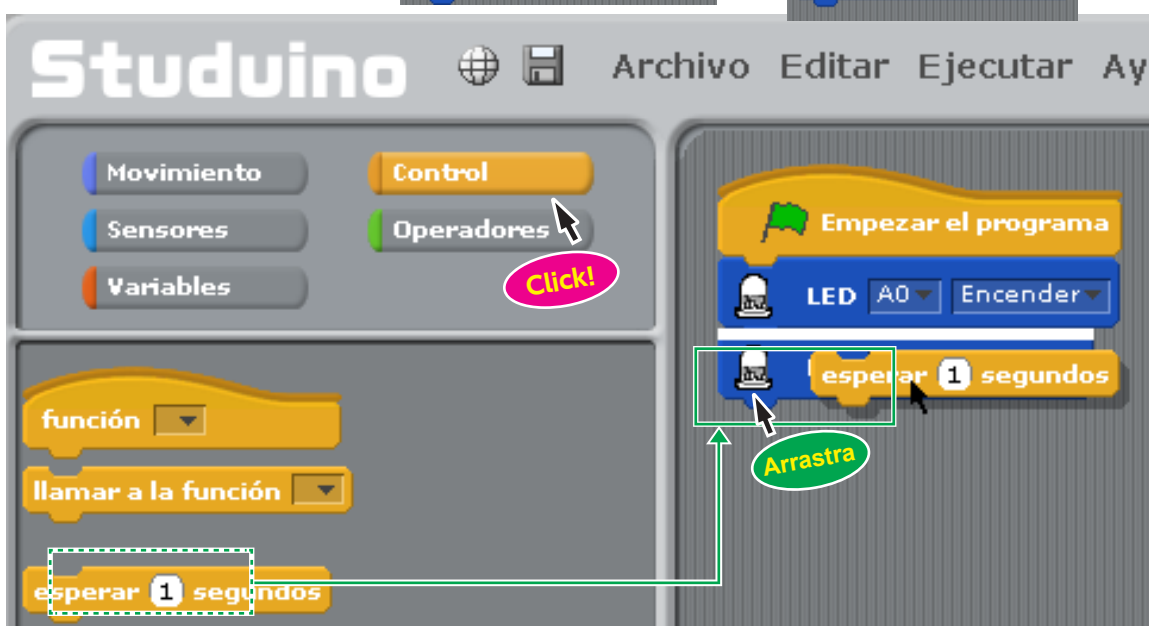 Studuino Archivo Editar Ejecutar Ay
Movimiento Control
Sensores Operadores
Variables
Click!
función
llamar a la función
esperar 1 segundos
Empezar el programa
LED A0 Encender
esperar 1 segundos
Arrastra